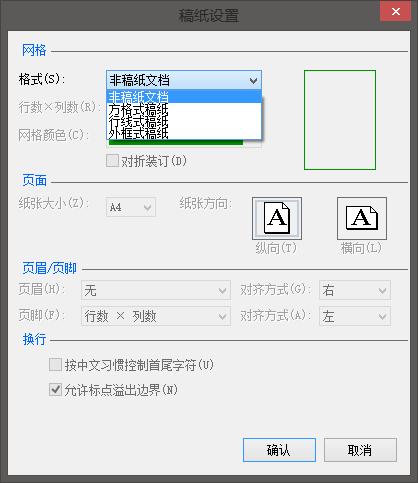 稿纸设置
网格
格式(S): 非稿纸文档
非稿纸文档
方格式稿纸
行线式稿纸
外框式稿纸
行数×列数(R):
网格颜色(C):
对折装订(D)
页面
纸张大小(Z): A4 纸张方向:
A A
纵向(T) 横向(L)
页眉/页脚
页眉(H): 无 对齐方式(G): 右
页脚(F): 行数 × 列数 对齐方式(A): 左
换行
按中文习惯控制首尾字符(U)
允许标点溢出边界(N)
确认 取消